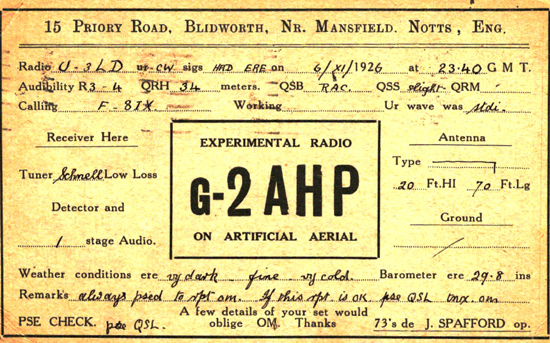 15 PRIORY ROAD, BLIDWORTH, NR. MANSFIELD. NOTTS, ENG.
Radio U-3LD ur CW sigs HRD ERE on 6/XI/1926 at 23.40 G M T.
Audibility R 3-4 QRH 34 meters. QSB RAC. QSS slight QRM -
Calling F-8IX. Working Ur wave was stdi.
Receiver Here
Tuner Schnell Low Loss
Detector and
1 stage Audio.
EXPERIMENTAL RADIO
G-2AHP
ON ARTIFICIAL AERIAL
Antenna
Type
20 Ft.HI 70 Ft.Lg
Ground
Weather conditions ere vy dark - fine - vy cold. Barometer ere 29.8 ins
Remarks always psed to rpt om. If this rpt is ok pse QSL tnx. om
PSE CHECK. pse QSL. A few details of your set would oblige OM. Thanks 73's de J. SPAFFORD op.